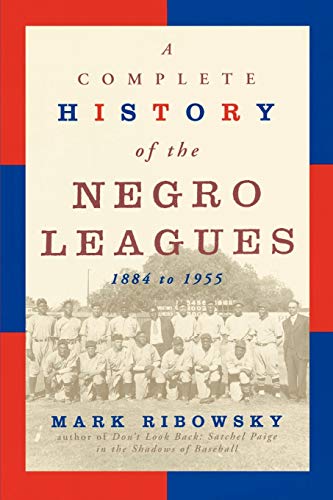 A
COMPLETE
HISTORY
of the
NEGRO
LEAGUES
1884 to 1955
MARK RIBOWSKY
author of Don't Look Back: Satchel Paige
in the Shadows of Baseball